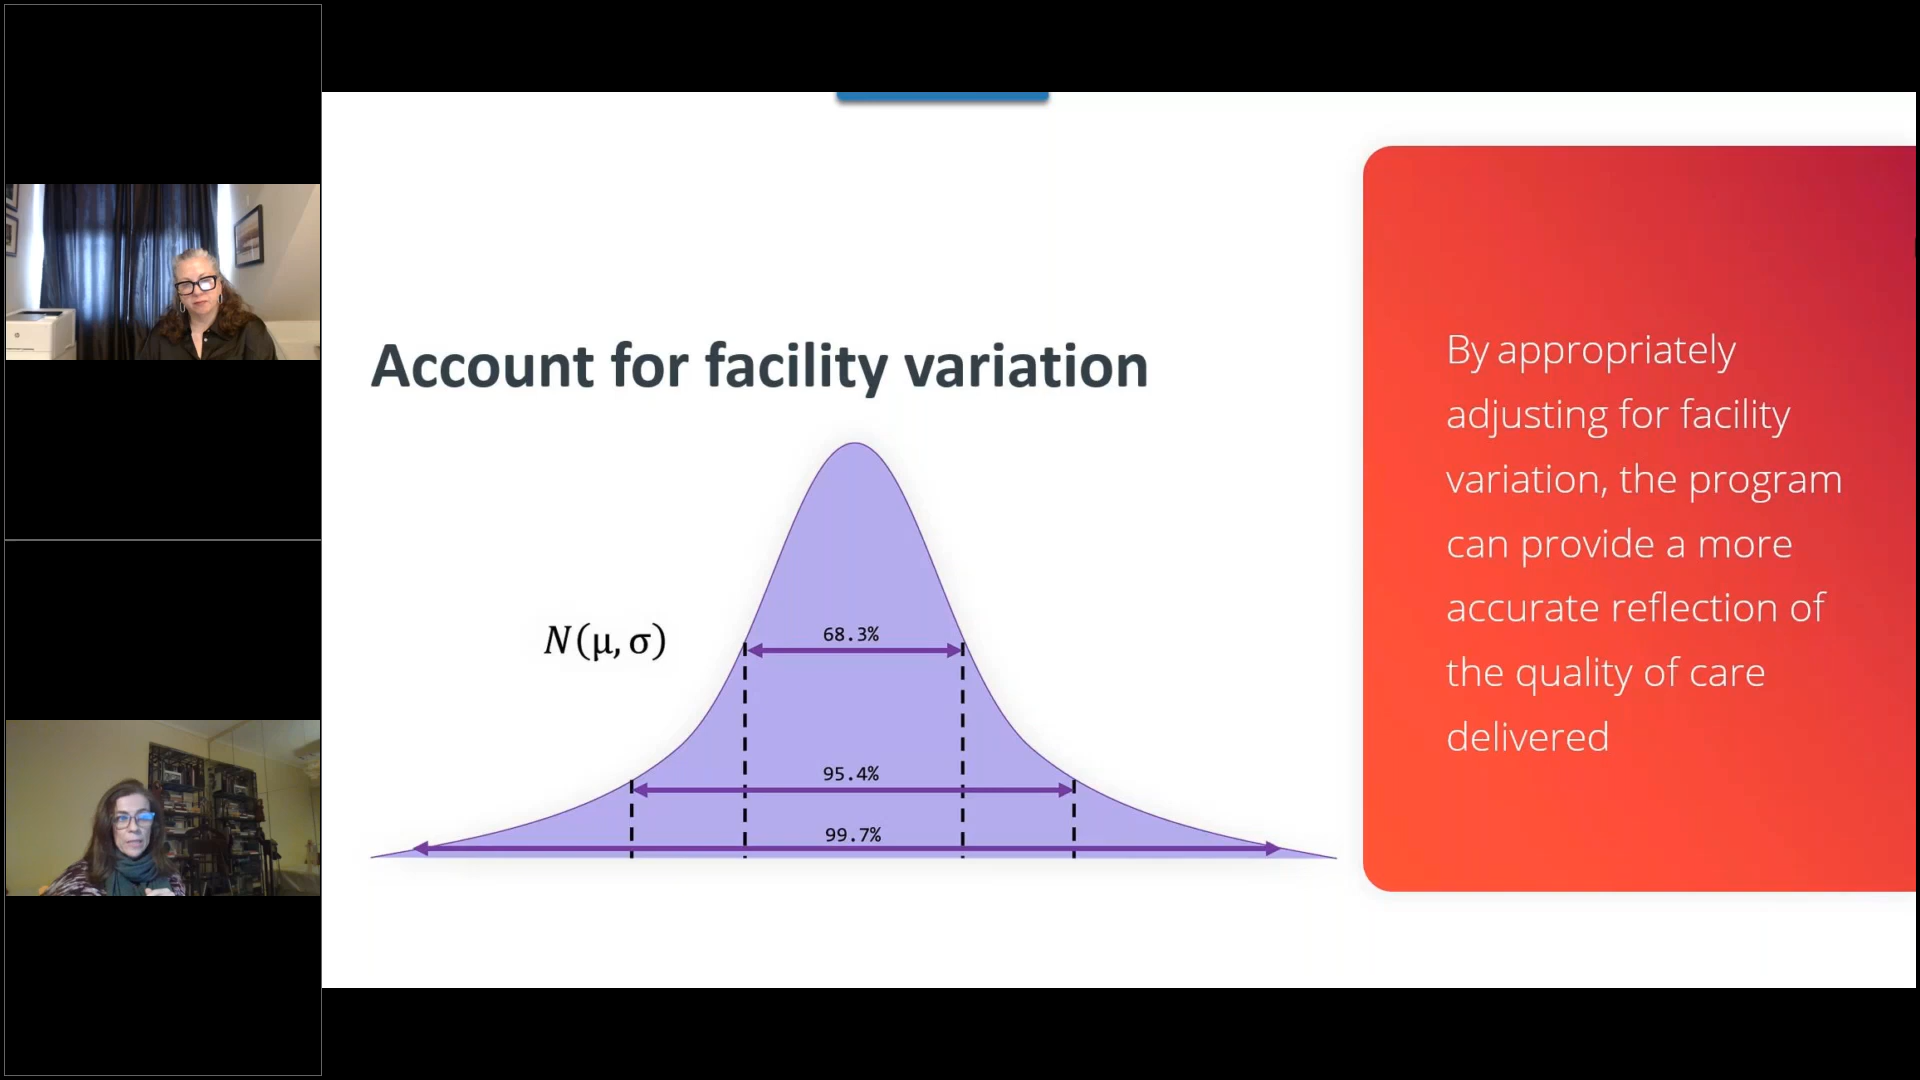 Account for facility variation
N(μ, σ)
68.3%
95.4%
99.7%
By appropriately
adjusting for facility
variation, the program
can provide a more
accurate reflection of
the quality of care
delivered